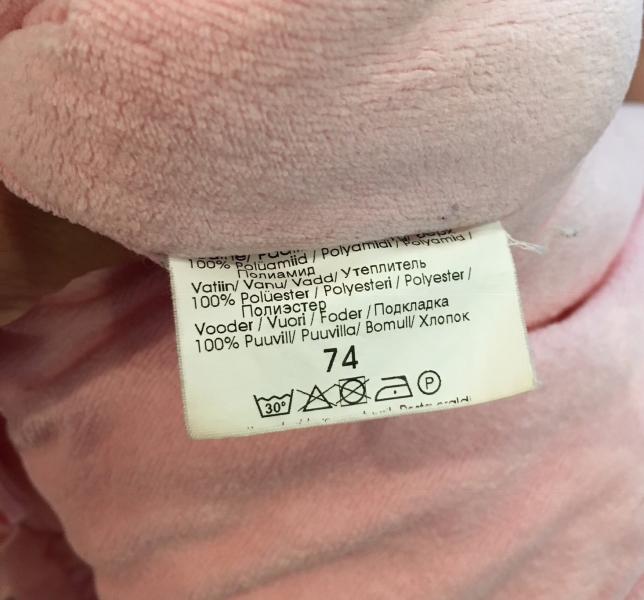 100% Polüamiid / Polyamidi / Polyamid /
Полиамид
Vatiin/ Vanu/ Vadd/ Утеплитель
100% Polüester / Polyesteri / Polyester /
Полиэстер
Vooder / Vuori / Foder / Подкладка
100% Puuvill/ Puuvilla/ Bomull/ Хлопок
74
30° P